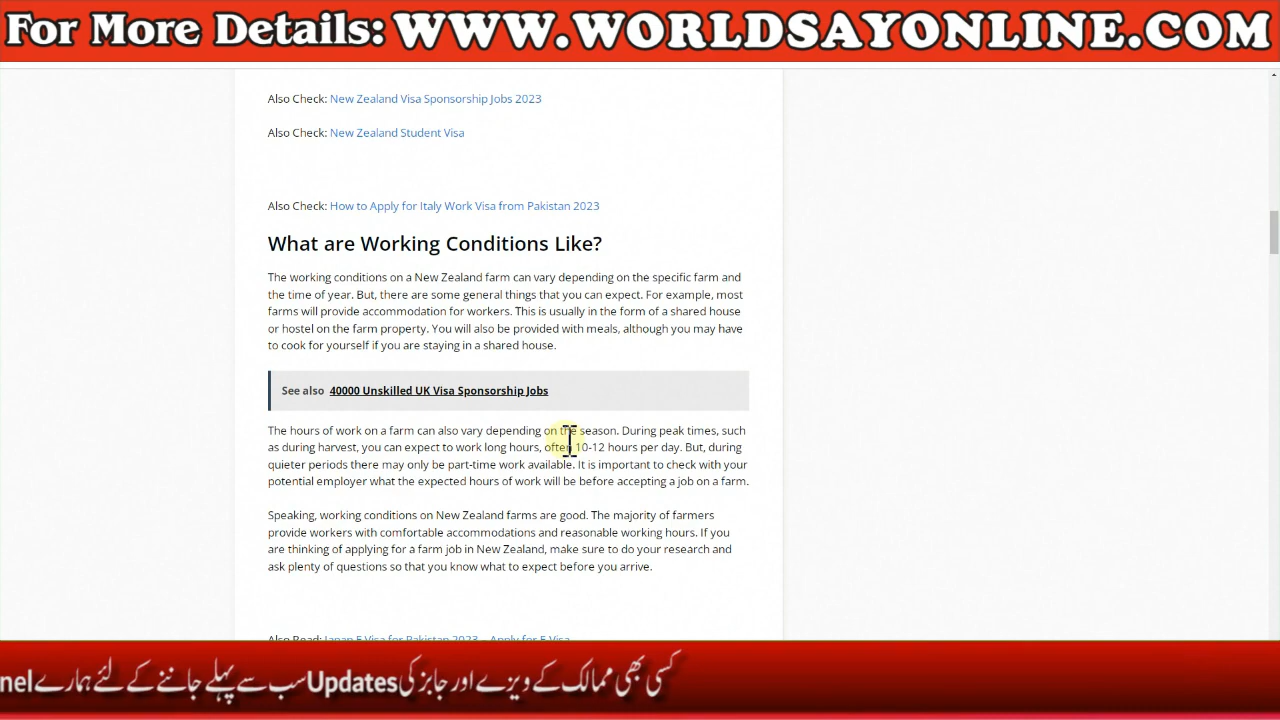 For More Details: WWW.WORLDSAYONLINE.COM
Also Check: New Zealand Visa Sponsorship Jobs 2023
Also Check: New Zealand Student Visa
Also Check: How to Apply for Italy Work Visa from Pakistan 2023
What are Working Conditions Like?
The working conditions on a New Zealand farm can vary depending on the specific farm and
the time of year. But, there are some general things that you can expect. For example, most
farms will provide accommodation for workers. This is usually in the form of a shared house
or hostel on the farm property. You will also be provided with meals, although you may have
to cook for yourself if you are staying in a shared house.
See also 40000 Unskilled UK Visa Sponsorship Jobs
The hours of work on a farm can also vary depending on the season. During peak times, such
as during harvest, you can expect to work long hours, often 10-12 hours per day. But, during
quieter periods there may only be part-time work available. It is important to check with your
potential employer what the expected hours of work will be before accepting a job on a farm.
Speaking, working conditions on New Zealand farms are good. The majority of farmers
provide workers with comfortable accommodations and reasonable working hours. If you
are thinking of applying for a farm job in New Zealand, make sure to do your research and
ask plenty of questions so that you know what to expect before you arrive.
Also Read: Japan E Visa for Pakistan 2023 – Apply for E Visa
کسی بھی ممالک کے ویزے اور جابز کی Updates سب سے پہلے جاننے کے لئے ہمارے nel